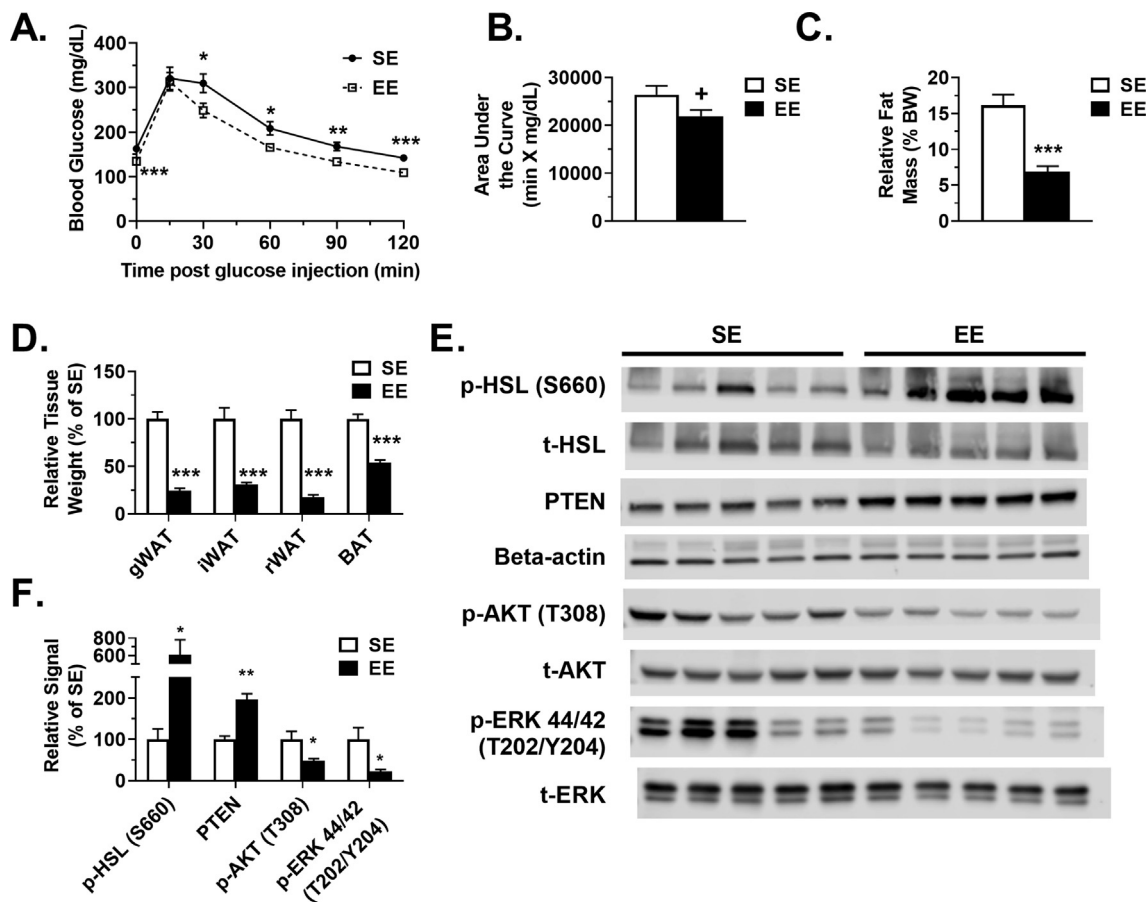 A.
Blood Glucose (mg/dL)
400
300
200
100
0
*
*
**
***
***
SE
EE
0
30
60
90
120
Time post glucose injection (min)
B.
Area Under
the Curve
(min X mg/dL)
30000
20000
10000
0
+
SE
EE
C.
Relative Fat
Mass (% BW)
20
15
10
5
0
***
SE
EE
D.
Relative Tissue
Weight (% of SE)
150
100
50
0
***
***
***
***
SE
EE
gWAT
iWAT
rWAT
BAT
E.
SE
EE
p-HSL (S660)
t-HSL
PTEN
Beta-actin
p-AKT (T308)
t-AKT
p-ERK 44/42
(T202/Y204)
t-ERK
F.
Relative Signal
(% of SE)
800
600
400
200
100
0
*
**
*
*
SE
EE
p-HSL (S660)
PTEN
p-AKT (T308)
p-ERK 44/42
(T202/Y204)